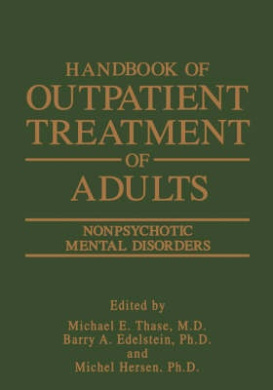 HANDBOOK OF
OUTPATIENT
TREATMENT
OF
ADULTS
NONPSYCHOTIC
MENTAL DISORDERS
Edited by
Michael E. Thase, M.D.
Barry A. Edelstein, Ph.D.
and
Michel Hersen, Ph.D.